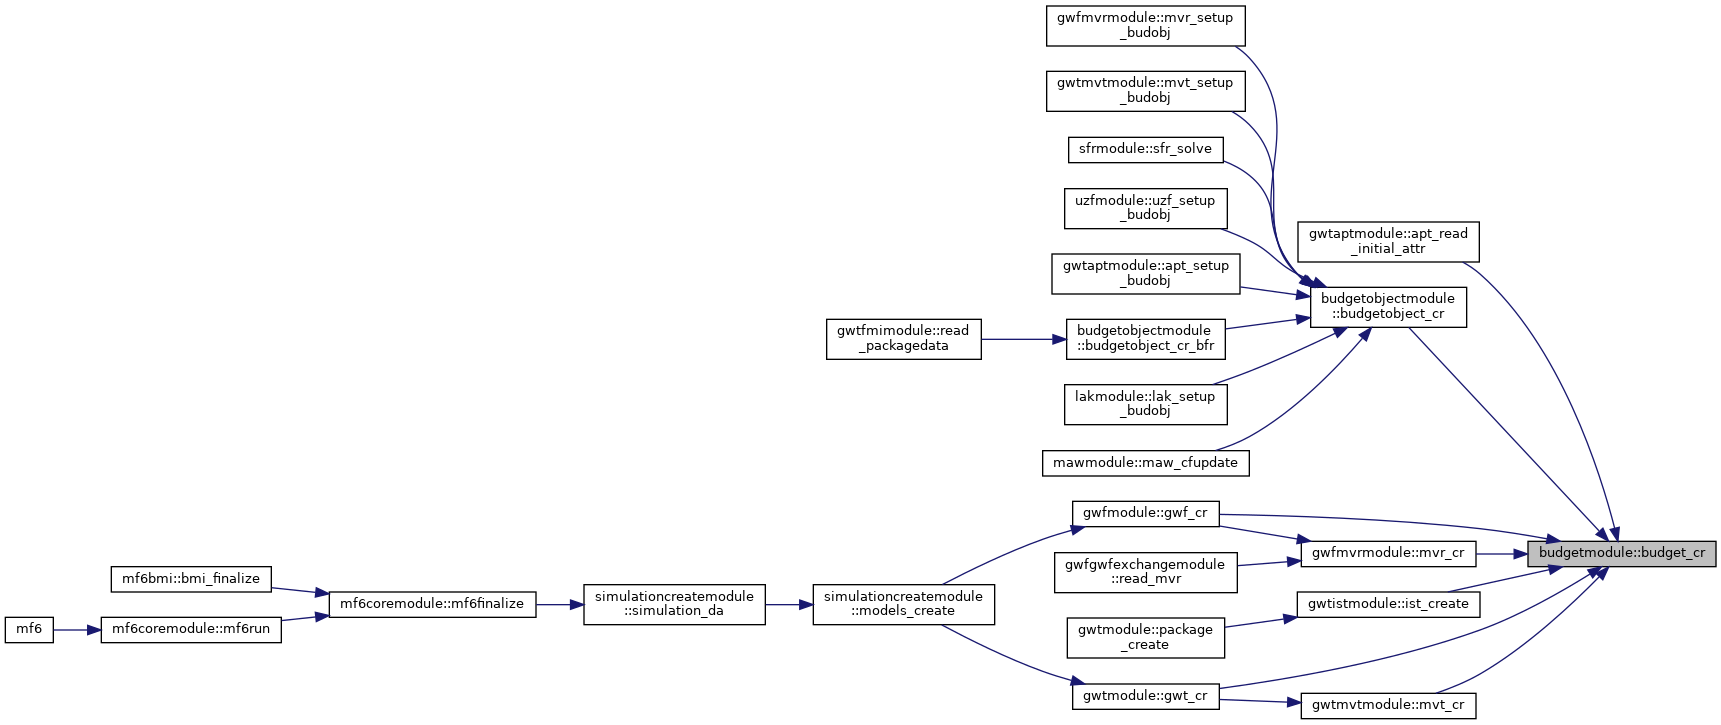 gwfmvrmodule::mvr_setup
_budobj
gwtmvtmodule::mvt_setup
_budobj
sfrmodule::sfr_solve
uzfmodule::uzf_setup
_budobj
gwtaptmodule::apt_read
_initial_attr
gwtaptmodule::apt_setup
_budobj
budgetobjectmodule
::budgetobject_cr
gwtfmimodule::read
_packagedata
budgetobjectmodule
::budgetobject_cr_bfr
lakmodule::lak_setup
_budobj
mawmodule::maw_cfupdate
gwfmodule::gwf_cr
gwfmvrmodule::mvr_cr
budgetmodule::budget_cr
gwfgwfexchangemodule
::read_mvr
mf6bmi::bmi_finalize
mf6coremodule::mf6finalize
simulationcreatemodule
::simulation_da
simulationcreatemodule
::models_create
gwtistmodule::ist_create
mf6
mf6coremodule::mf6run
gwtmodule::package
_create
gwtmodule::gwt_cr
gwtmvtmodule::mvt_cr